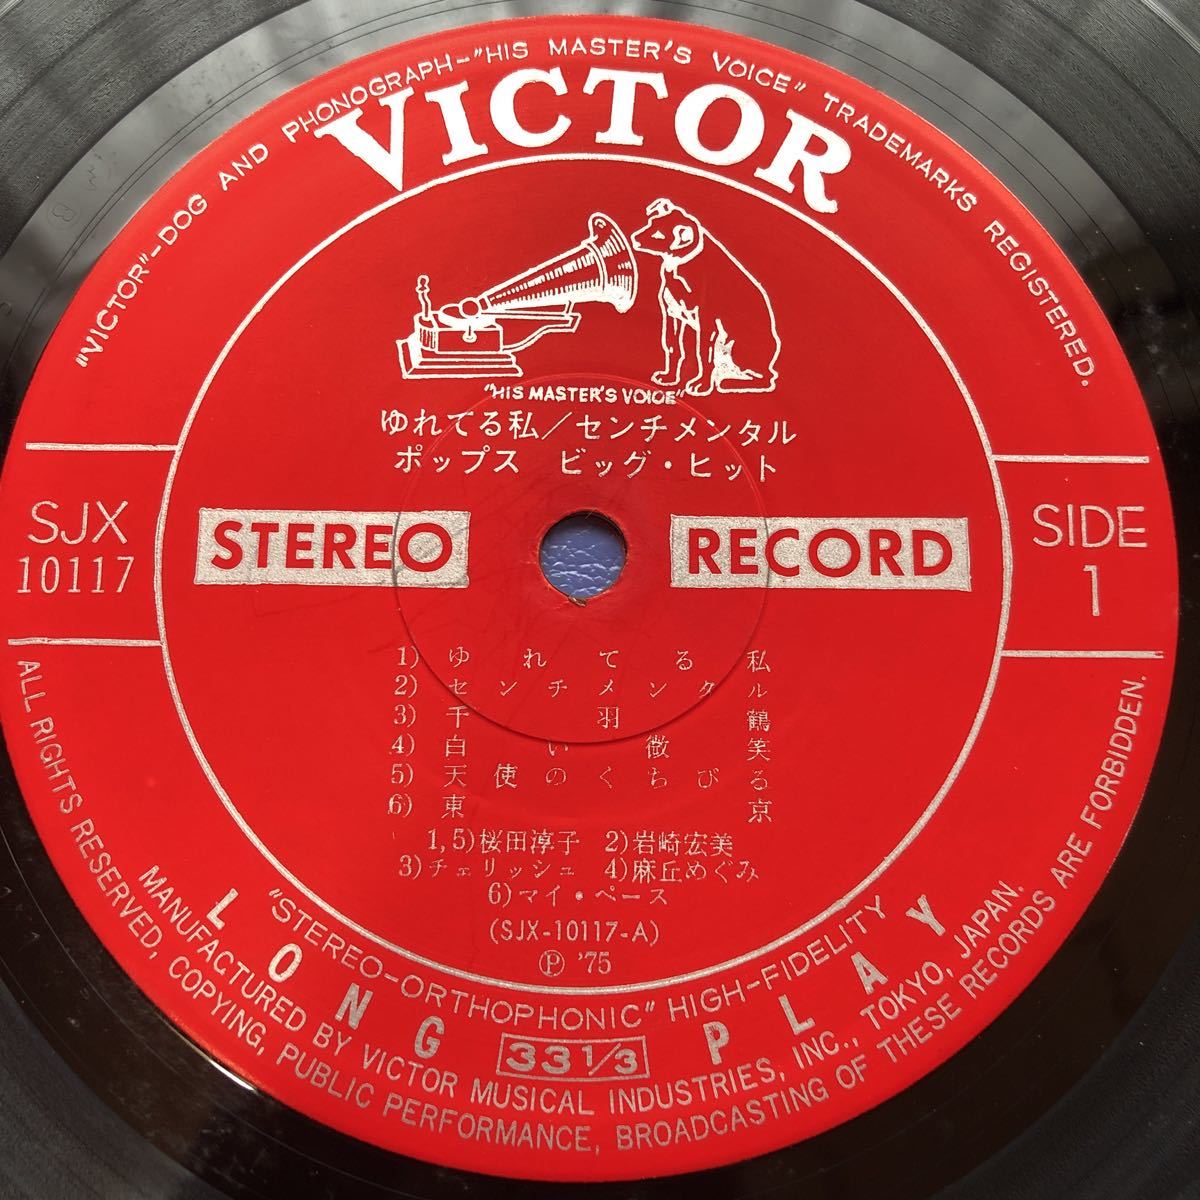 "VICTOR"-DOG AND PHONOGRAPH-"HIS MASTER'S VOICE" TRADEMARKS REGISTERED.
VICTOR
"HIS MASTER'S VOICE"
ゆれてる私／センチメンタル
ポップス ビッグ・ヒット
SJX
10117
STEREO
RECORD
SIDE
1
1) ゆれてる私
2) センチメンタル
3) 千羽鶴
4) 白い微笑
5) 天使のくちびる
6) 東京
1,5)桜田淳子 2)岩崎宏美
3)チェリッシュ 4)麻丘めぐみ
6)マイ・ペース
(SJX-10117-A)
Ⓟ '75
"STEREO-ORTHOPHONIC" HIGH-FIDELITY
LONG 33 1/3 PLAY
MANUFACTURED BY VICTOR MUSICAL INDUSTRIES, INC., TOKYO, JAPAN.
ALL RIGHTS RESERVED, COPYING, PUBLIC PERFORMANCE, BROADCASTING OF THESE RECORDS ARE FORBIDDEN.